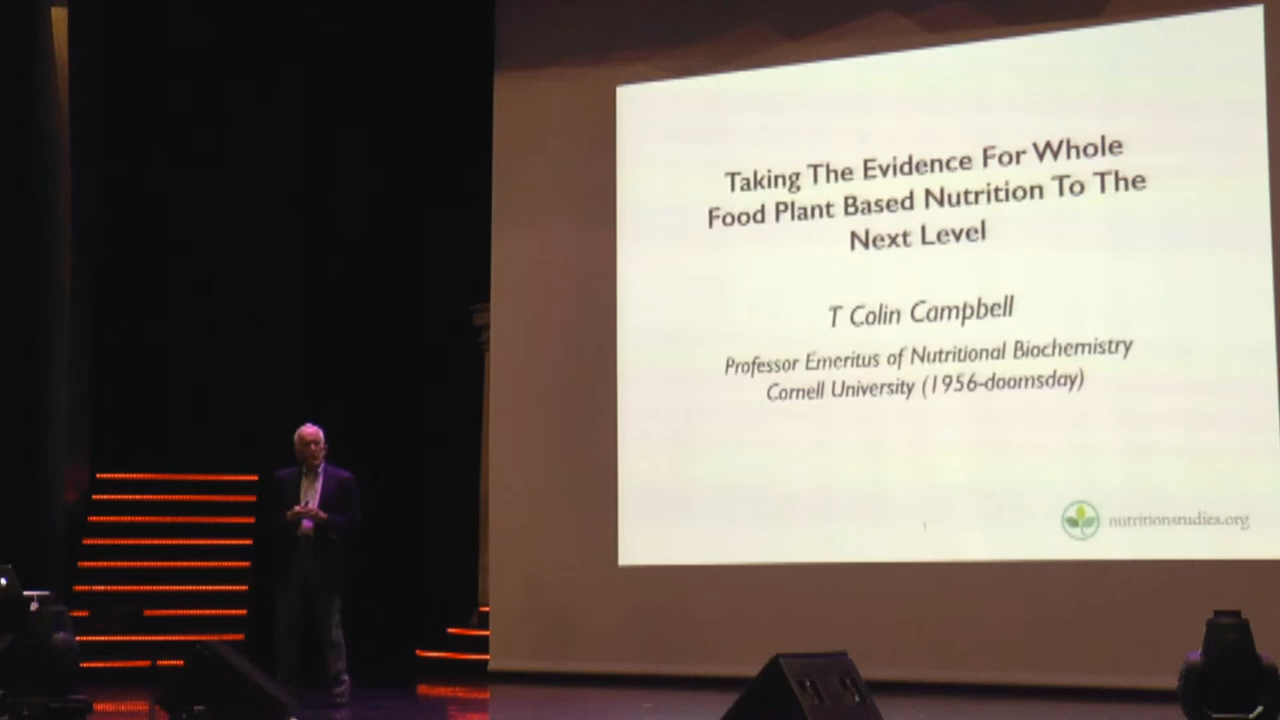 Taking The Evidence For Whole
Food Plant Based Nutrition To The
Next Level
T Colin Campbell
Professor Emeritus of Nutritional Biochemistry
Cornell University (1956-doomsday)
nutritionstudies.org